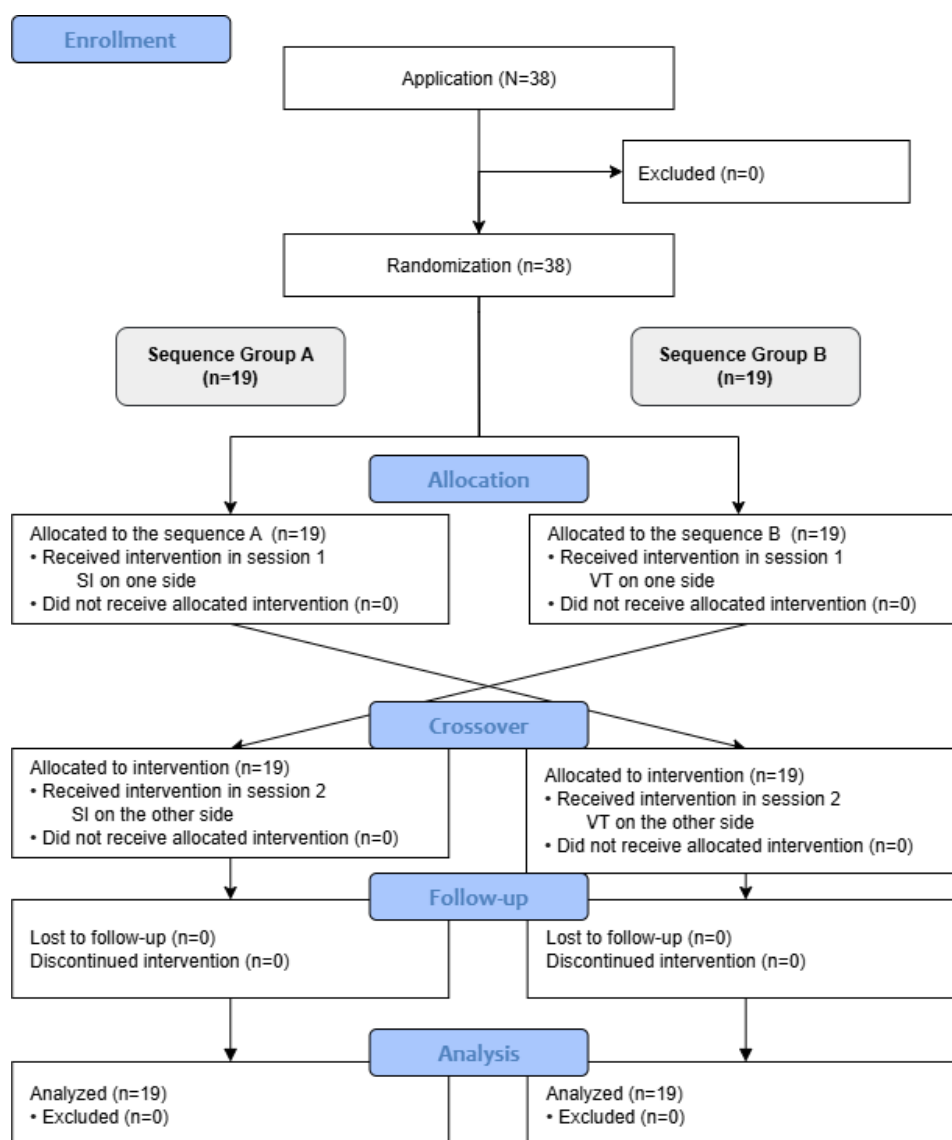 Enrollment
Application (N=38)
Excluded (n=0)
Randomization (n=38)
Sequence Group A
(n=19)
Sequence Group B
(n=19)
Allocation
Allocated to the sequence A (n=19)
• Received intervention in session 1
SI on one side
• Did not receive allocated intervention (n=0)
Allocated to the sequence B (n=19)
• Received intervention in session 1
VT on one side
• Did not receive allocated intervention (n=0)
Crossover
Allocated to intervention (n=19)
• Received intervention in session 2
SI on the other side
• Did not receive allocated intervention (n=0)
Allocated to intervention (n=19)
• Received intervention in session 2
VT on the other side
• Did not receive allocated intervention (n=0)
Follow-up
Lost to follow-up (n=0)
Discontinued intervention (n=0)
Lost to follow-up (n=0)
Discontinued intervention (n=0)
Analysis
Analyzed (n=19)
• Excluded (n=0)
Analyzed (n=19)
• Excluded (n=0)